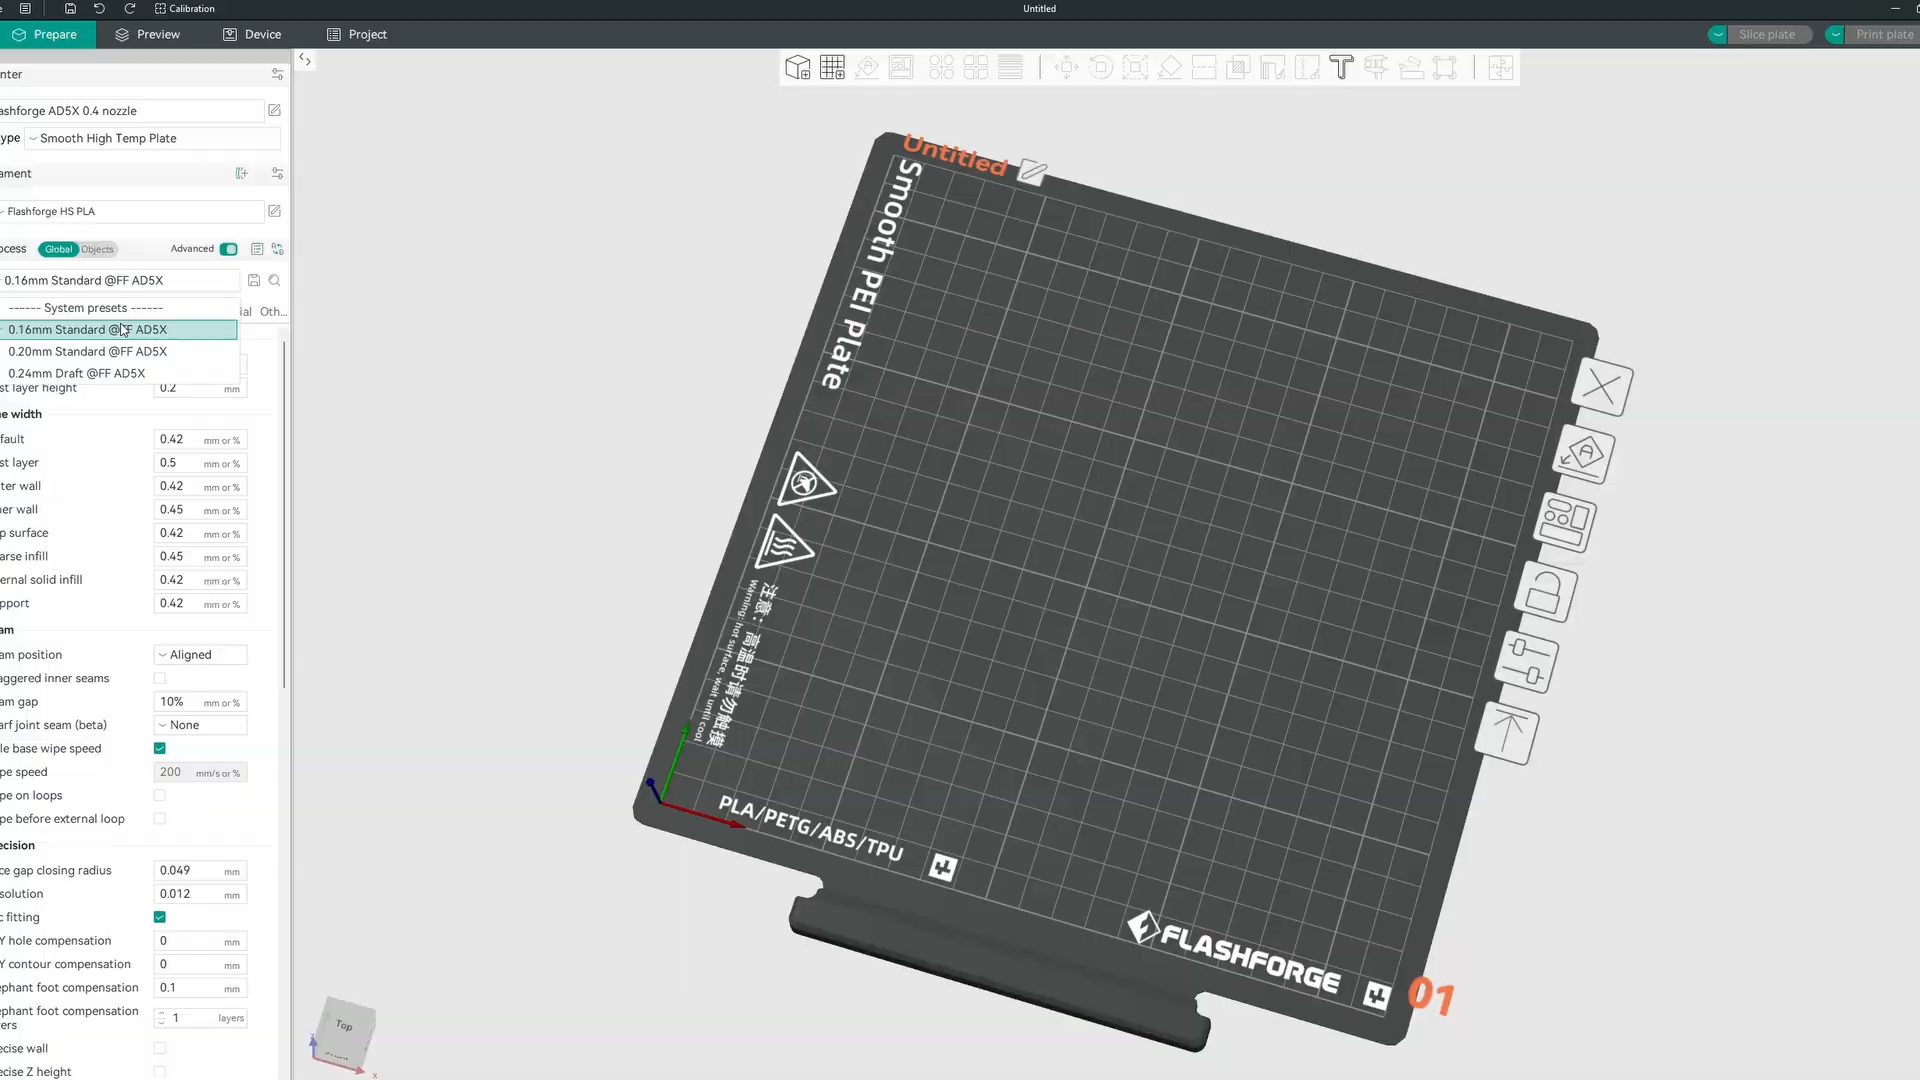 Calibration
Untitled
Prepare
Preview
Device
Project
Slice plate
Print plate
nter
ashforge AD5X 0.4 nozzle
ype
Smooth High Temp Plate
ament
Flashforge HS PLA
ocess
Global
Objects
Advanced
0.16mm Standard @FF AD5X
------ System presets ------
ial
Oth...
0.16mm Standard @FF AD5X
0.20mm Standard @FF AD5X
0.24mm Draft @FF AD5X
st layer height
0.2 mm
ne width
fault
0.42 mm or %
st layer
0.5 mm or %
ter wall
0.42 mm or %
ner wall
0.45 mm or %
p surface
0.42 mm or %
arse infill
0.45 mm or %
ernal solid infill
0.42 mm or %
pport
0.42 mm or %
am
am position
Aligned
aggered inner seams
am gap
10% mm or %
arf joint seam (beta)
None
le base wipe speed
pe speed
200 mm/s or %
pe on loops
pe before external loop
ecision
ce gap closing radius
0.049 mm
solution
0.012 mm
c fitting
Y hole compensation
0 mm
Y contour compensation
0 mm
ephant foot compensation
0.1 mm
ephant foot compensation
yers
1 layers
ecise wall
ecise Z height
Untitled
Smooth PEI Plate
注意：高温时请勿触摸
Warning: hot surface, wait until cool
PLA/PETG/ABS/TPU
FLASHFORGE
01
Top
x